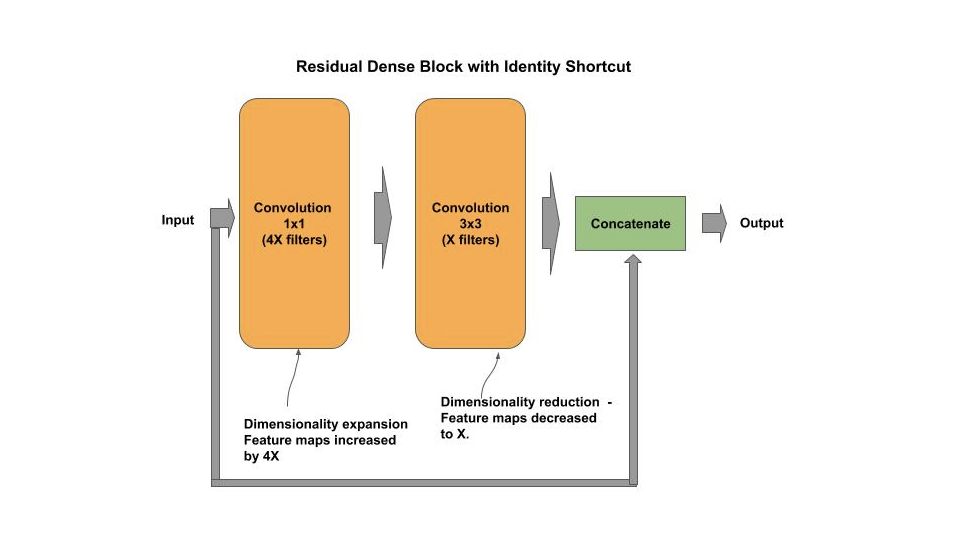 Residual Dense Block with Identity Shortcut
Input
Convolution
1x1
(4X filters)
Convolution
3x3
(X filters)
Concatenate
Output
Dimensionality expansion
Feature maps increased
by 4X
Dimensionality reduction -
Feature maps decreased
to X.